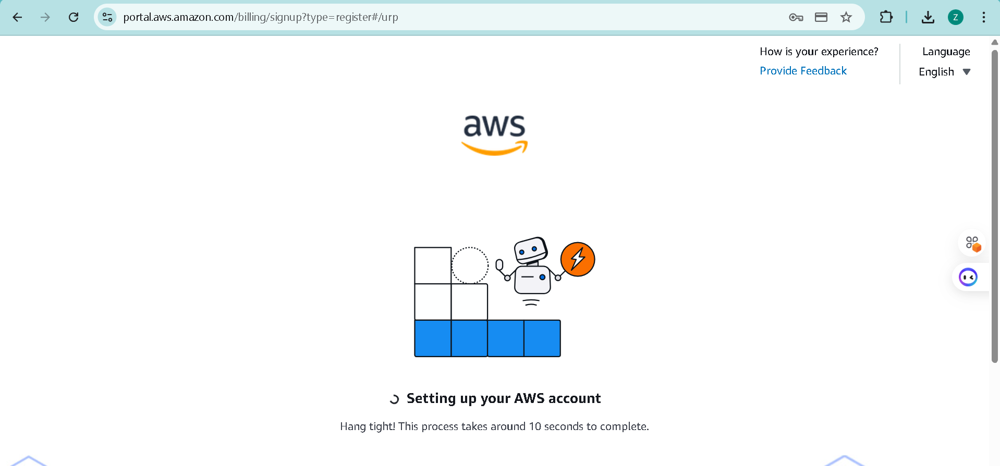 portal.aws.amazon.com/billing/signup?type=register#/urp
Z
How is your experience?
Provide Feedback
Language
English
aws
Setting up your AWS account
Hang tight! This process takes around 10 seconds to complete.